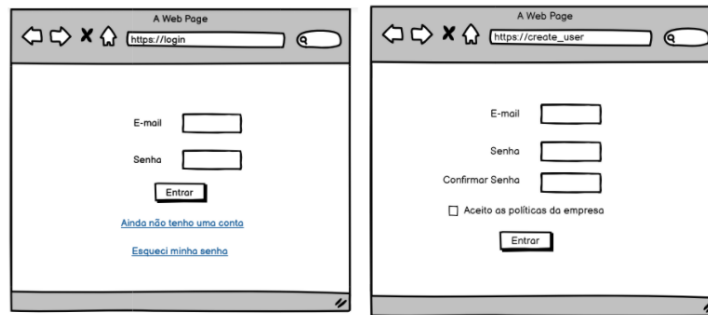 A Web Page
https://login
E-mail
Senha
Entrar
Ainda não tenho uma conta
Esqueci minha senha
A Web Page
https://create_user
E-mail
Senha
Confirmar Senha
Aceito as políticas da empresa
Entrar